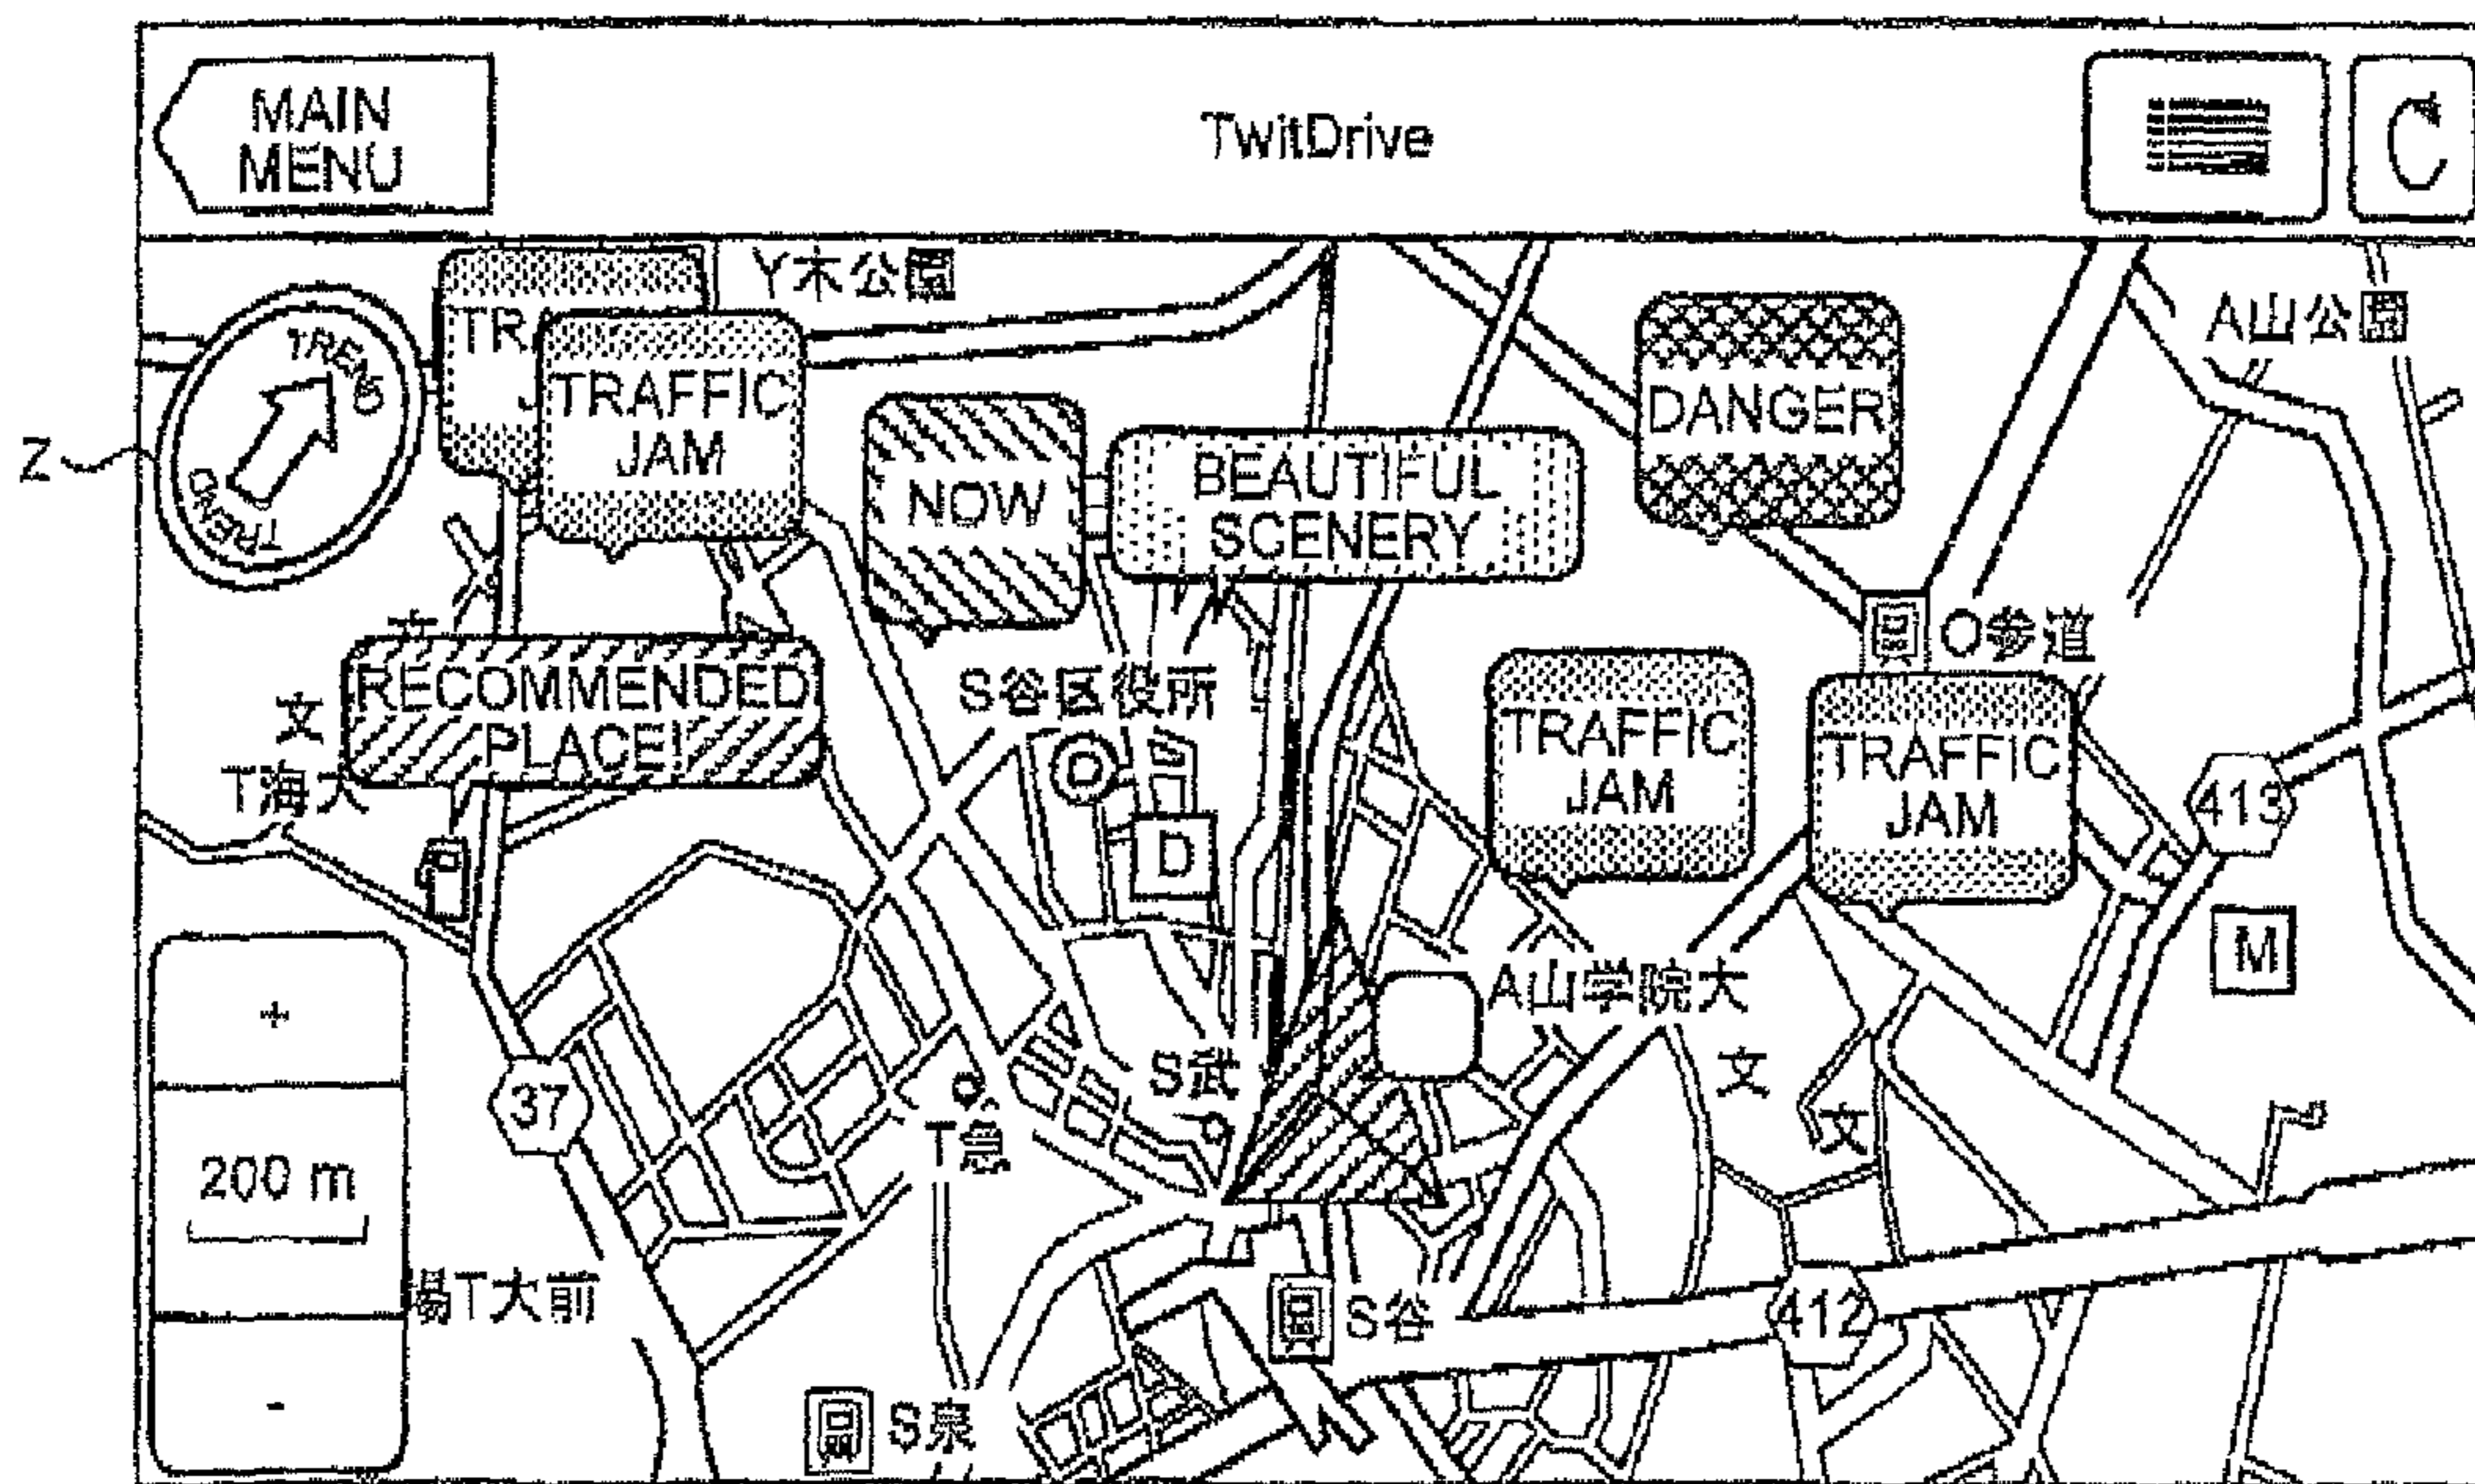 MAIN
MENU
TwitDrive
Y木公園
A山公園
TREND
TREND
Z
TRAFFIC
JAM
DANGER
NOW
BEAUTIFUL
SCENERY
O参道
RECOMMENDED
PLACE!
文
T海大
S谷区役所
TRAFFIC
JAM
TRAFFIC
JAM
413
D
M
A山学院大
+
S武
文
文
37
T急
200 m
T大前
S谷
412
-
S泉